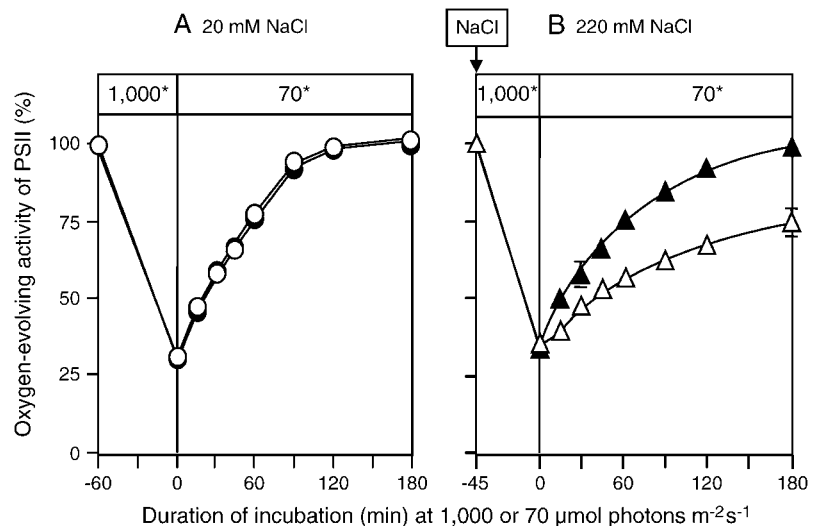 A 20 mM NaCl
NaCl
B 220 mM NaCl
1,000* 70*
1,000* 70*
Oxygen-evolving activity of PSII (%)
100
75
50
25
0
-60 0 60 120 180
-45 0 60 120 180
Duration of incubation (min) at 1,000 or 70 μmol photons m⁻²s⁻¹